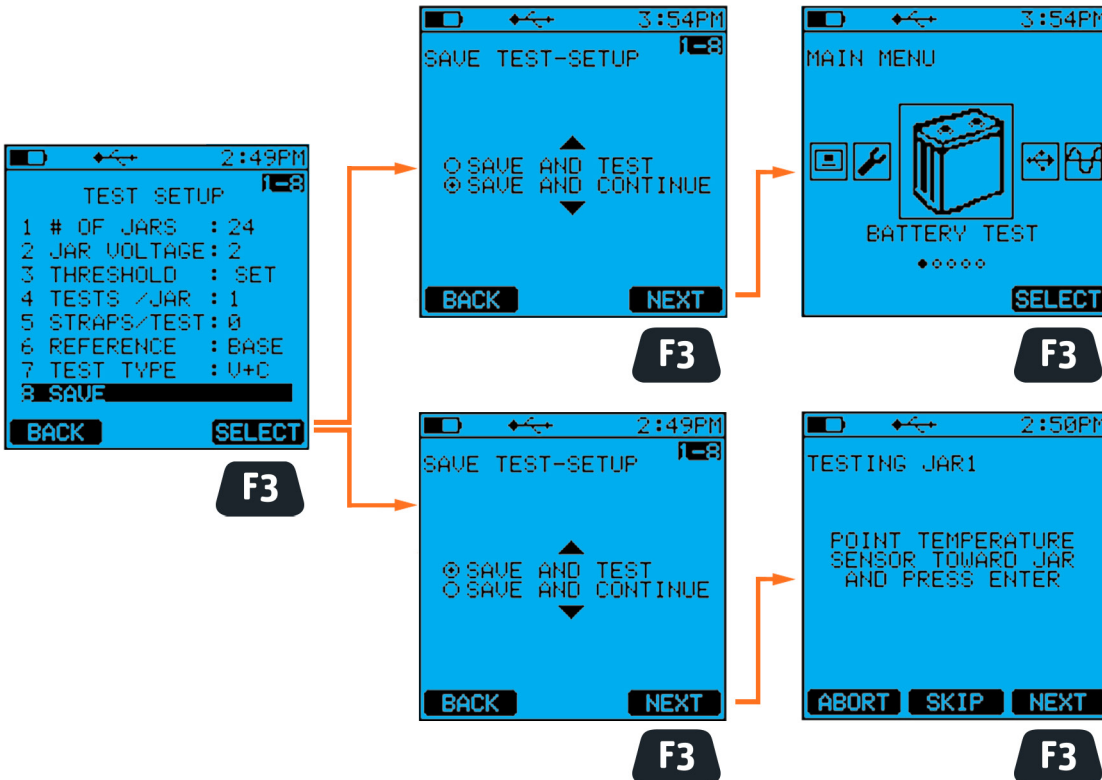 2:49PM
1-8
TEST SETUP
1 # OF JARS : 24
2 JAR VOLTAGE: 2
3 THRESHOLD : SET
4 TESTS /JAR : 1
5 STRAPS/TEST: 0
6 REFERENCE : BASE
7 TEST TYPE : V+C
8 SAVE
BACK SELECT
F3
3:54PM
1-8
SAVE TEST-SETUP
SAVE AND TEST
SAVE AND CONTINUE
BACK NEXT
F3
3:54PM
MAIN MENU
BATTERY TEST
SELECT
F3
2:49PM
1-8
SAVE TEST-SETUP
SAVE AND TEST
SAVE AND CONTINUE
BACK NEXT
F3
2:50PM
TESTING JAR1
POINT TEMPERATURE
SENSOR TOWARD JAR
AND PRESS ENTER
ABORT SKIP NEXT
F3